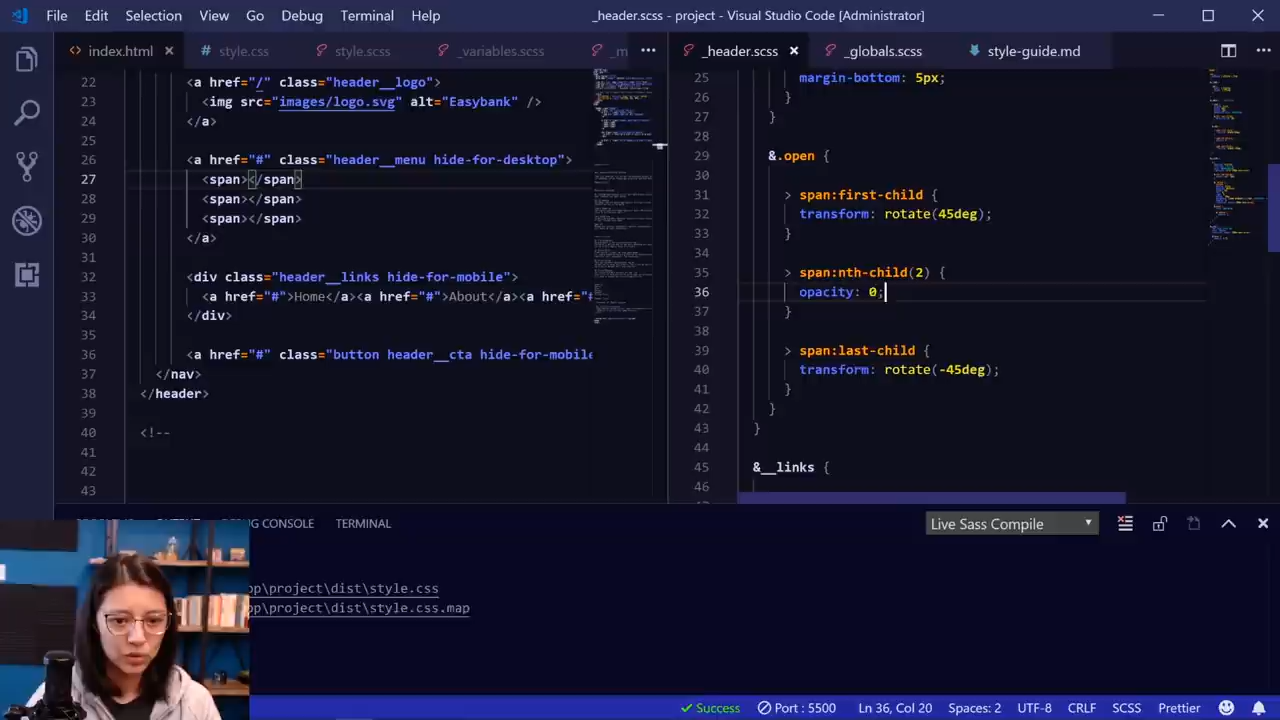 File Edit Selection View Go Debug Terminal Help
_header.scss - project - Visual Studio Code [Administrator]
index.html style.css style.scss _variables.scss _m
_header.scss _globals.scss style-guide.md
22 <a href="/" class="header__logo">
23 <img src="images/logo.svg" alt="Easybank" />
24 </a>
25
26 <a href="#" class="header__menu hide-for-desktop">
27 <span></span>
28 <span></span>
29 <span></span>
30 </a>
31
32 <div class="header__links hide-for-mobile">
33 <a href="#">Home</a><a href="#">About</a><a href="#
34 </div>
35
36 <a href="#" class="button header__cta hide-for-mobile
37 </nav>
38 </header>
39
40 <!--
41
42
43
25 margin-bottom: 5px;
26 }
27 }
28
29 &.open {
30
31 > span:first-child {
32 transform: rotate(45deg);
33 }
34
35 > span:nth-child(2) {
36 opacity: 0;
37 }
38
39 > span:last-child {
40 transform: rotate(-45deg);
41 }
42 }
43 }
44
45 &__links {
46
CONSOLE TERMINAL
Live Sass Compile
\project\dist\style.css
\project\dist\style.css.map
Success Port : 5500 Ln 36, Col 20 Spaces: 2 UTF-8 CRLF SCSS Prettier